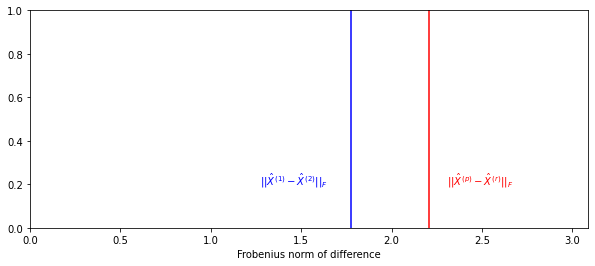 1.0
0.8
0.6
0.4
0.2
0.0
||X̂⁽¹⁾ − X̂⁽²⁾||_F
||X̂⁽ᵖ⁾ − X̂⁽ʳ⁾||_F
0.0 0.5 1.0 1.5 2.0 2.5 3.0
Frobenius norm of difference